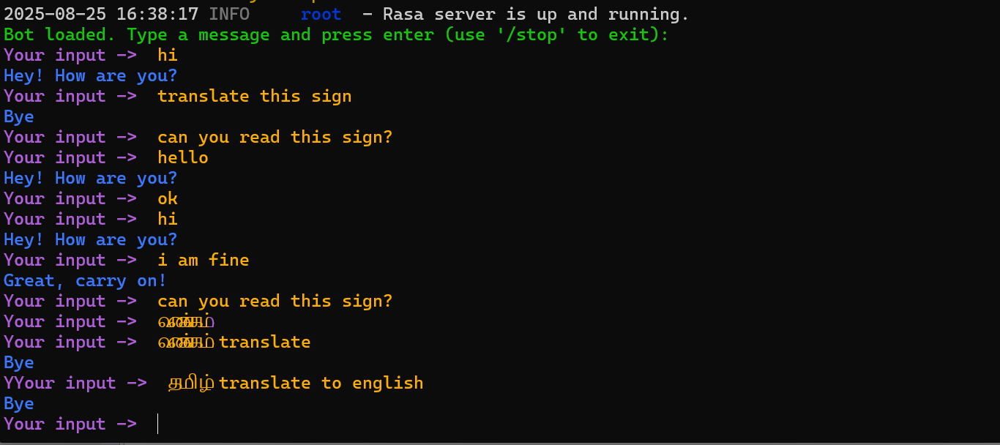 2025-08-25 16:38:17 INFO     root  - Rasa server is up and running.
Bot loaded. Type a message and press enter (use '/stop' to exit):
Your input ->  hi
Hey! How are you?
Your input ->  translate this sign
Bye
Your input ->  can you read this sign?
Your input ->  hello
Hey! How are you?
Your input ->  ok
Your input ->  hi
Hey! How are you?
Your input ->  i am fine
Great, carry on!
Your input ->  can you read this sign?
Your input ->
Your input ->  translate
Bye
YYour input ->  தமிழ் translate to english
Bye
Your input ->